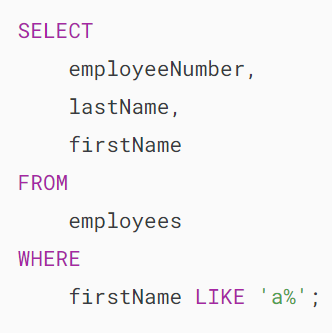 SELECT
    employeeNumber,
    lastName,
    firstName
FROM
    employees
WHERE
    firstName LIKE 'a%';